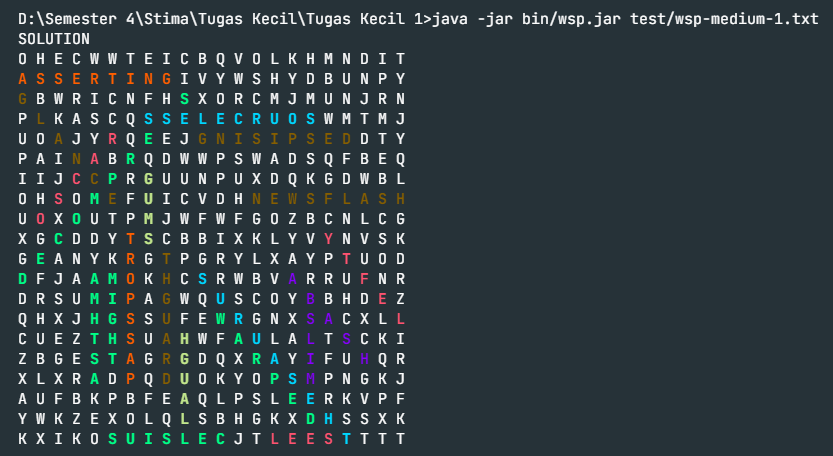 D:\Semester 4\Stima\Tugas Kecil\Tugas Kecil 1>java -jar bin/wsp.jar test/wsp-medium-1.txt
SOLUTION
O H E C W W T E I C B Q V O L K H M N D I T
A S S E R T I N G I V Y W S H Y D B U N P Y
G B W R I C N F H S X O R C M J M U N J R N
P L K A S C Q S S E L E C R U O S W M T M J
U O A J Y R Q E E J G N I S I P S E D D T Y
P A I N A B R Q D W W P S W A D S Q F B E Q
I I J C C P R G U U N P U X D Q K G D W B L
O H S O M E F U I C V D H N E W S F L A S H
U O X O U T P M J W F W F G O Z B C N L C G
X G C D D Y T S C B B I X K L Y V Y N V S K
G E A N Y K R G T P G R Y L X A Y P T U O D
D F J A A M O K H C S R W B V A R R U F N R
D R S U M I P A G W Q U S C O Y B B H D E Z
Q H X J H G S S U F E W R G N X S A C X L L
C U E Z T H S U A H W F A U L A L T S C K I
Z B G E S T A G R G D Q X R A Y I F U H Q R
X L X R A D P Q D U O K Y O P S M P N G K J
A U F B K P B F E A Q L P S L E E R K V P F
Y W K Z E X O L Q L S B H G K X D H S S X K
K X I K O S U I S L E C J T L E E S T T T T